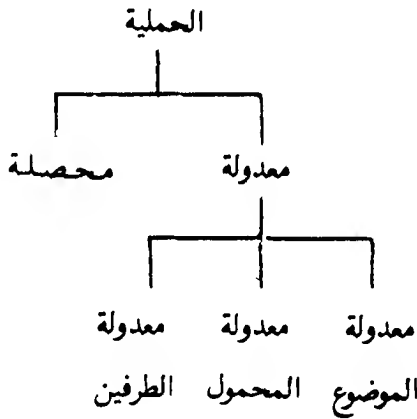 الحملية
معدولة محصلة
معدولة معدولة معدولة
الموضوع المحمول الطرفين